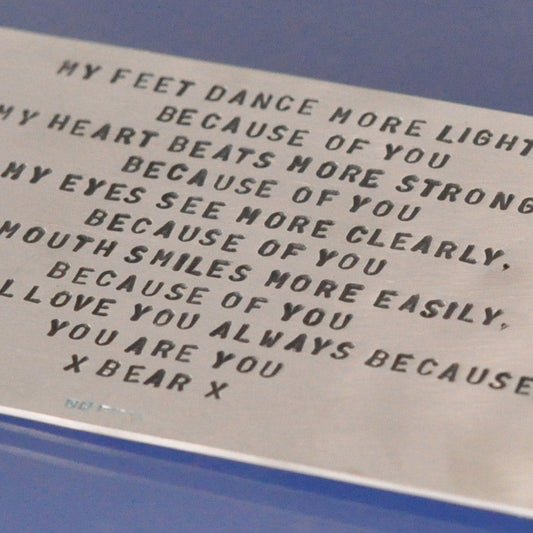 MY FEET DANCE MORE LIGHT
BECAUSE OF YOU
MY HEART BEATS MORE STRONG
BECAUSE OF YOU
MY EYES SEE MORE CLEARLY,
BECAUSE OF YOU
MOUTH SMILES MORE EASILY,
BECAUSE OF YOU
LL LOVE YOU ALWAYS BECAUSE
YOU ARE YOU
X BEAR X